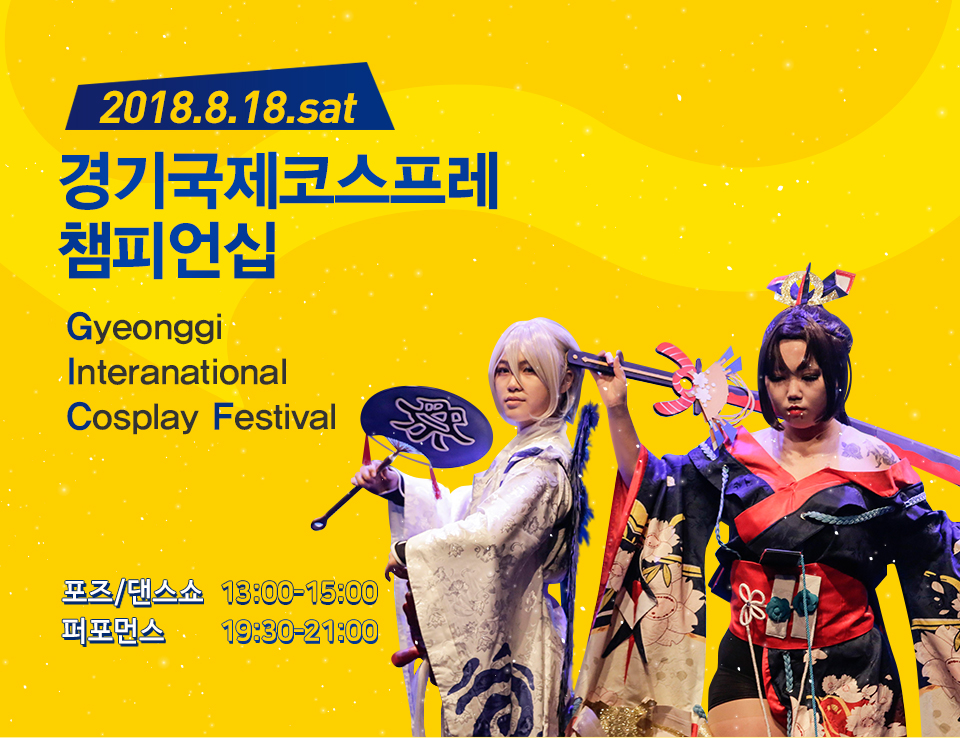 2018.8.18.sat
경기국제코스프레
챔피언십
Gyeonggi
Interanational
Cosplay Festival
포즈/댄스쇼 13:00-15:00
퍼포먼스 19:30-21:00